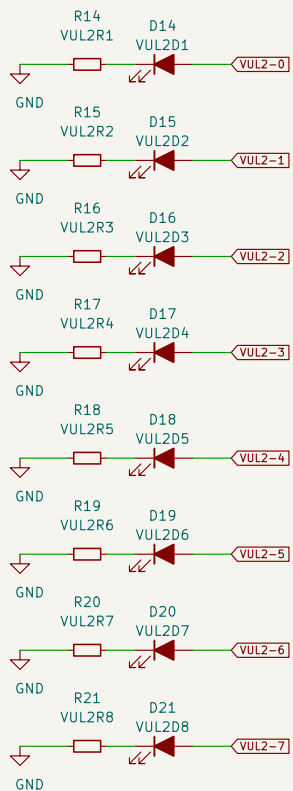 R14
VUL2R1
D14
VUL2D1
VUL2-0
GND
R15
VUL2R2
D15
VUL2D2
VUL2-1
GND
R16
VUL2R3
D16
VUL2D3
VUL2-2
GND
R17
VUL2R4
D17
VUL2D4
VUL2-3
GND
R18
VUL2R5
D18
VUL2D5
VUL2-4
GND
R19
VUL2R6
D19
VUL2D6
VUL2-5
GND
R20
VUL2R7
D20
VUL2D7
VUL2-6
GND
R21
VUL2R8
D21
VUL2D8
VUL2-7
GND